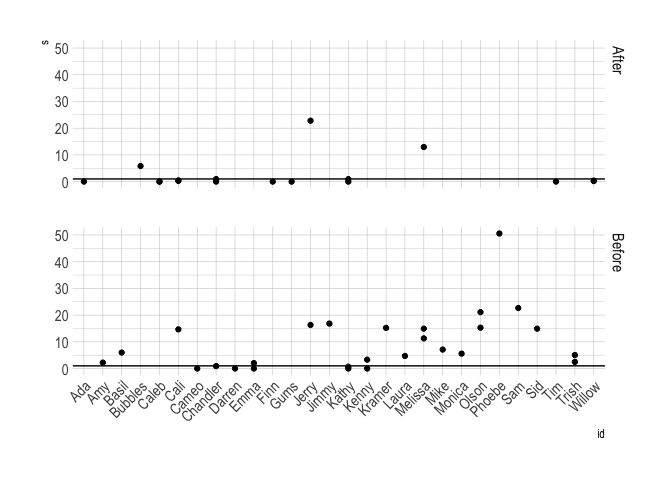 s
50
40
30
20
10
0
After
50
40
30
20
10
0
Before
Ada
Amy
Basil
Bubbles
Caleb
Cali
Cameo
Chandler
Darren
Emma
Finn
Gums
Jerry
Jimmy
Kathy
Kenny
Kramer
Laura
Melissa
Mike
Monica
Olson
Phoebe
Sam
Sid
Tim
Trish
Willow
id